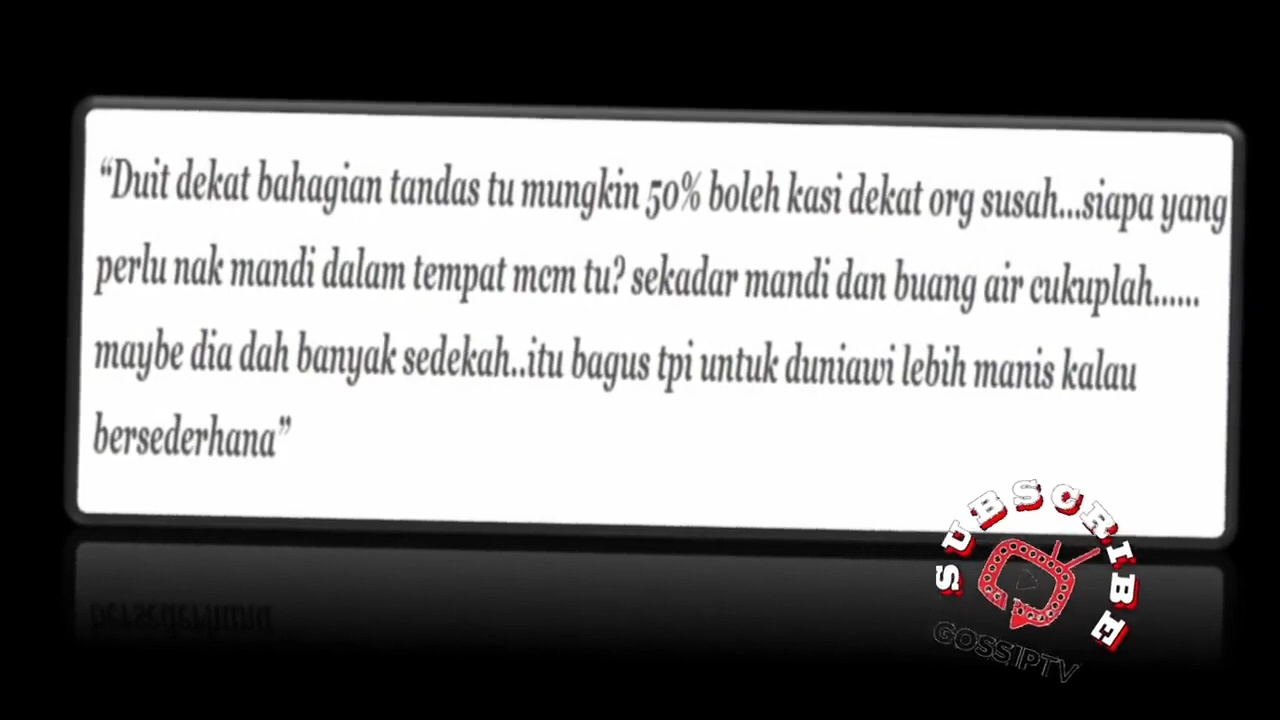 “Duit dekat bahagian tandas tu mungkin 50% boleh kasi dekat org susah...siapa yang
perlu nak mandi dalam tempat mcm tu? sekadar mandi dan buang air cukuplah......
maybe dia dah banyak sedekah..itu bagus tpi untuk duniawi lebih manis kalau
bersederhana”
SUBSCRIBE
GOSSIPTV